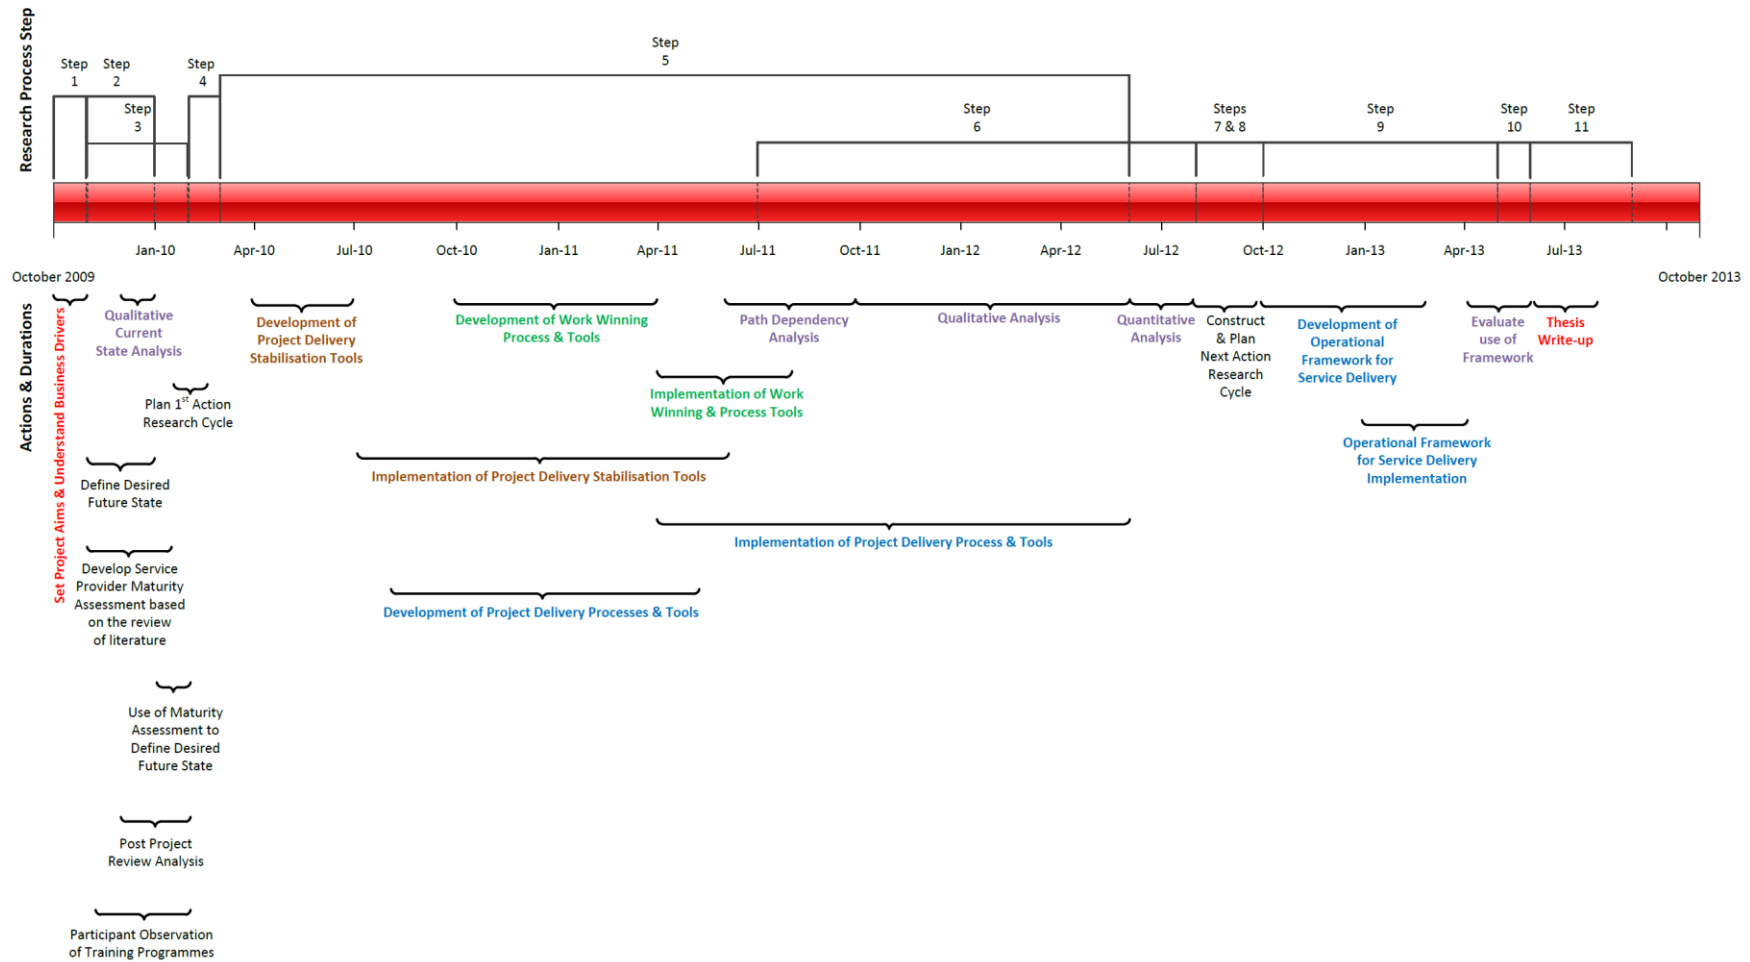 Research Process Step
Step
1
Step
2
Step
3
Step
4
Step
5
Step
6
Steps
7 & 8
Step
9
Step
10
Step
11
Jan-10
Apr-10
Jul-10
Oct-10
Jan-11
Apr-11
Jul-11
Oct-11
Jan-12
Apr-12
Jul-12
Oct-12
Jan-13
Apr-13
Jul-13
October 2009
October 2013
Actions & Durations
Set Project Aims & Understand Business Drivers
Qualitative
Current
State Analysis
Plan 1st Action
Research Cycle
Define Desired
Future State
Develop Service
Provider Maturity
Assessment based
on the review
of literature
Use of Maturity
Assessment to
Define Desired
Future State
Post Project
Review Analysis
Participant Observation
of Training Programmes
Development of
Project Delivery
Stabilisation Tools
Development of Work Winning
Process & Tools
Path Dependency
Analysis
Qualitative Analysis
Quantitative
Analysis
Construct
& Plan
Next Action
Research
Cycle
Development of
Operational
Framework for
Service Delivery
Evaluate
use of
Framework
Thesis
Write-up
Implementation of Work
Winning & Process Tools
Operational Framework
for Service Delivery
Implementation
Implementation of Project Delivery Stabilisation Tools
Implementation of Project Delivery Process & Tools
Development of Project Delivery Processes & Tools